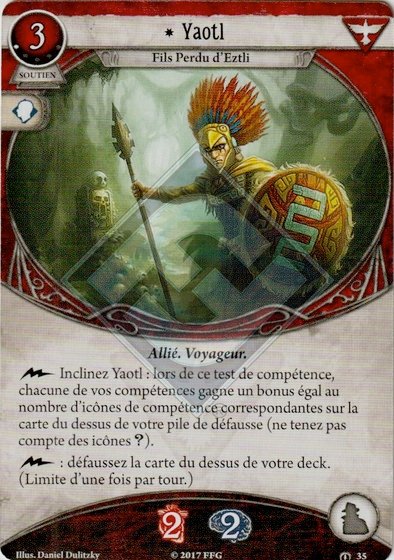 3
SOUTIEN
* Yaotl
Fils Perdu d'Eztli
Allié. Voyageur.
Inclinez Yaotl : lors de ce test de compétence,
chacune de vos compétences gagne un bonus égal au
nombre d'icônes de compétence correspondantes sur la
carte du dessus de votre pile de défausse (ne tenez
pas compte des icônes ?).
: défaussez la carte du dessus de votre deck.
(Limite d'une fois par tour.)
2 2
Illus. Daniel Dulitzky © 2017 FFG 35